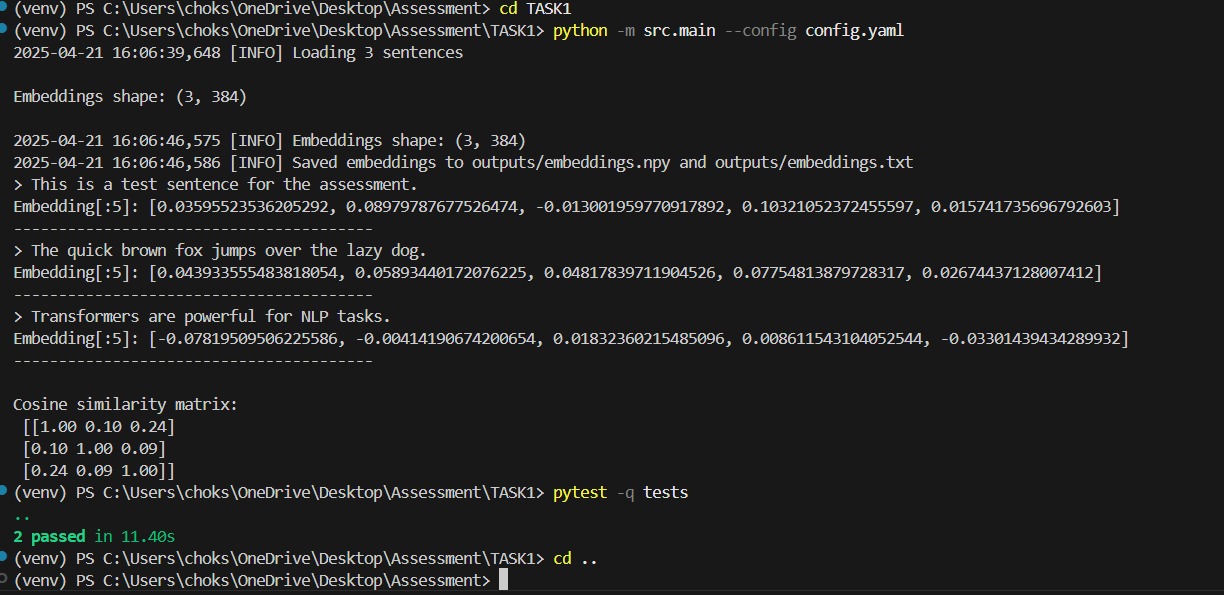 (venv) PS C:\Users\choks\OneDrive\Desktop\Assessment> cd TASK1
(venv) PS C:\Users\choks\OneDrive\Desktop\Assessment\TASK1> python -m src.main --config config.yaml
2025-04-21 16:06:39,648 [INFO] Loading 3 sentences
Embeddings shape: (3, 384)
2025-04-21 16:06:46,575 [INFO] Embeddings shape: (3, 384)
2025-04-21 16:06:46,586 [INFO] Saved embeddings to outputs/embeddings.npy and outputs/embeddings.txt
> This is a test sentence for the assessment.
Embedding[:5]: [0.03595523536205292, 0.08979787677526474, -0.013001959770917892, 0.10321052372455597, 0.015741735696792603]
----------------------------------------
> The quick brown fox jumps over the lazy dog.
Embedding[:5]: [0.043933555483818054, 0.05893440172076225, 0.04817839711904526, 0.07754813879728317, 0.02674437128007412]
----------------------------------------
> Transformers are powerful for NLP tasks.
Embedding[:5]: [-0.07819509506225586, -0.00414190674200654, 0.01832360215485096, 0.008611543104052544, -0.03301439434289932]
----------------------------------------
Cosine similarity matrix:
[[1.00 0.10 0.24]
[0.10 1.00 0.09]
[0.24 0.09 1.00]]
(venv) PS C:\Users\choks\OneDrive\Desktop\Assessment\TASK1> pytest -q tests
..
2 passed in 11.40s
(venv) PS C:\Users\choks\OneDrive\Desktop\Assessment\TASK1> cd ..
(venv) PS C:\Users\choks\OneDrive\Desktop\Assessment>